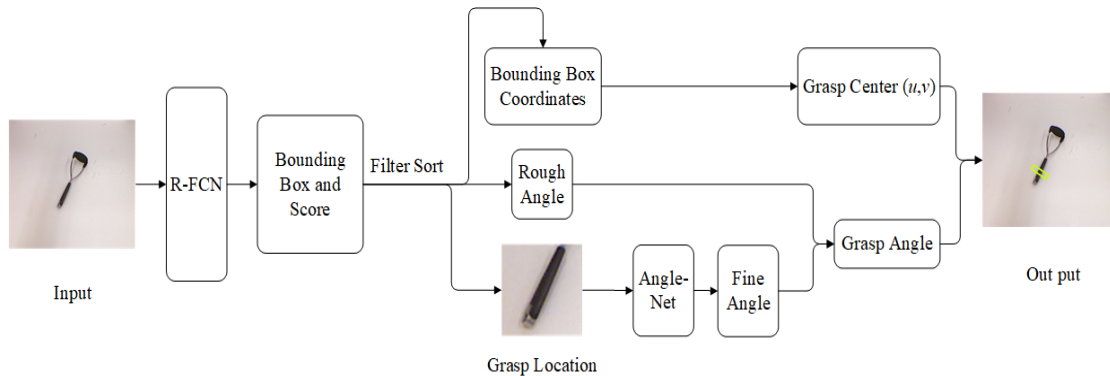 Input
R-FCN
Bounding
Box and
Score
Filter Sort
Bounding Box
Coordinates
Grasp Center (u,v)
Rough
Angle
Grasp Location
Angle-
Net
Fine
Angle
Grasp Angle
Out put